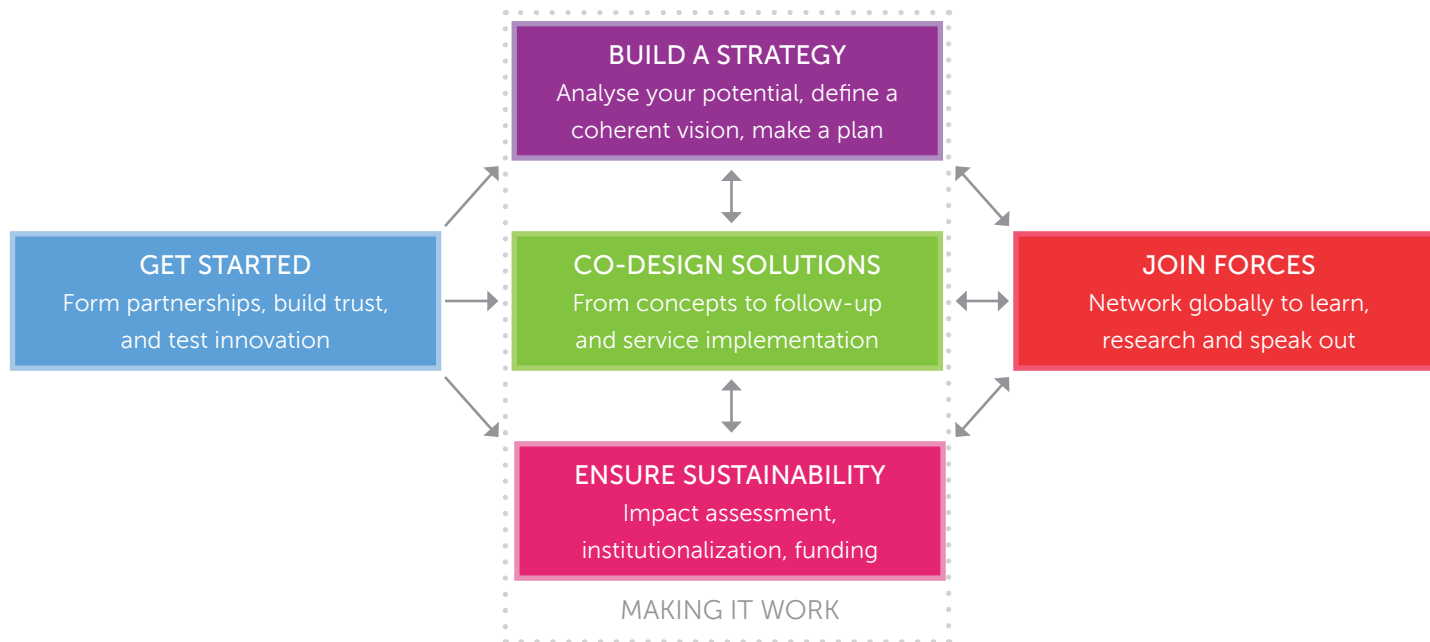 BUILD A STRATEGY
Analyse your potential, define a
coherent vision, make a plan
GET STARTED
Form partnerships, build trust,
and test innovation
CO-DESIGN SOLUTIONS
From concepts to follow-up
and service implementation
JOIN FORCES
Network globally to learn,
research and speak out
ENSURE SUSTAINABILITY
Impact assessment,
institutionalization, funding
MAKING IT WORK